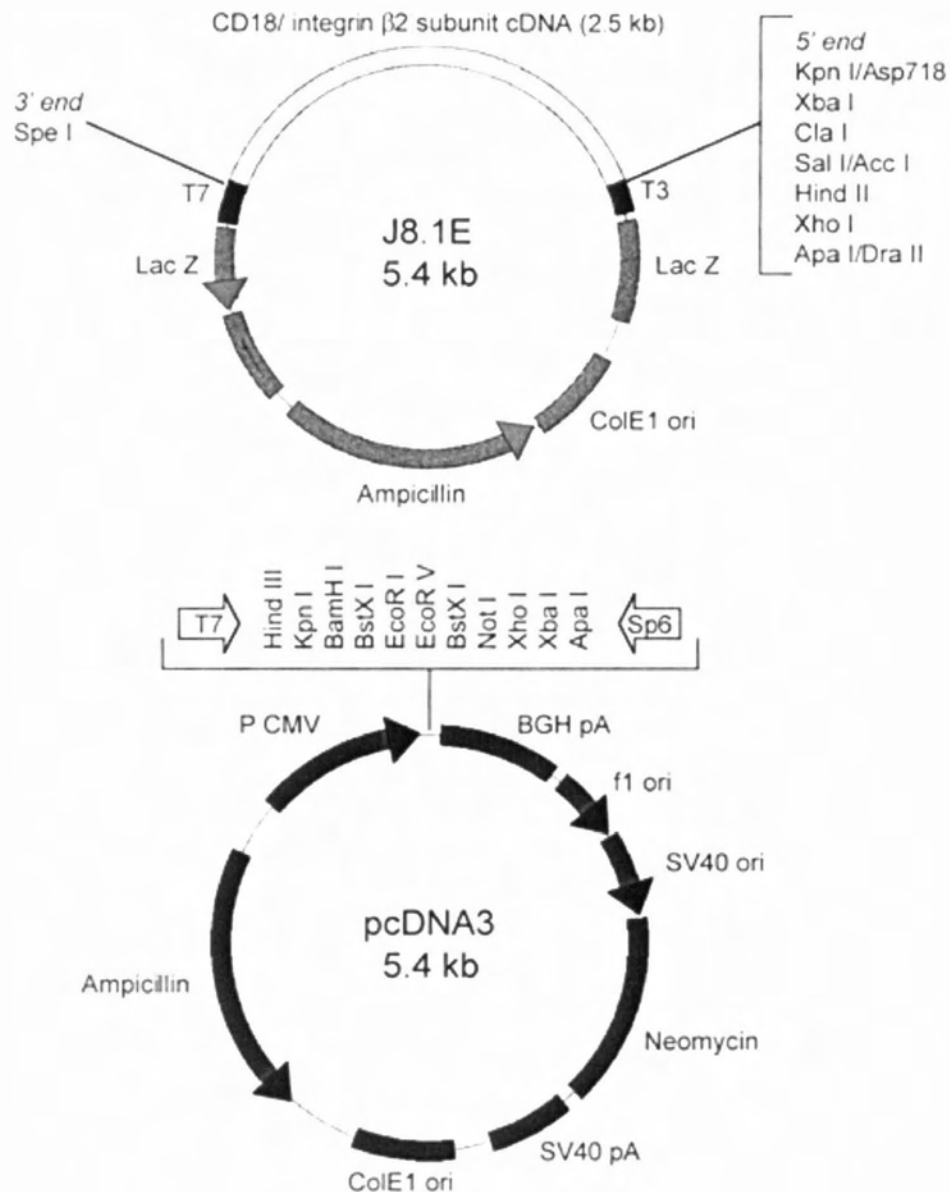 CD18/ integrin β2 subunit cDNA (2.5 kb)
5' end
Kpn I/Asp718
Xba I
Cla I
Sal I/Acc I
Hind II
Xho I
Apa I/Dra II
3' end
Spe I
T7
T3
J8.1E
5.4 kb
Lac Z
Lac Z
ColE1 ori
Ampicillin
T7
Hind III
Kpn I
BamH I
BstX I
EcoR I
EcoR V
BstX I
Not I
Xho I
Xba I
Apa I
Sp6
P CMV
BGH pA
f1 ori
SV40 ori
pcDNA3
5.4 kb
Ampicillin
Neomycin
SV40 pA
ColE1 ori